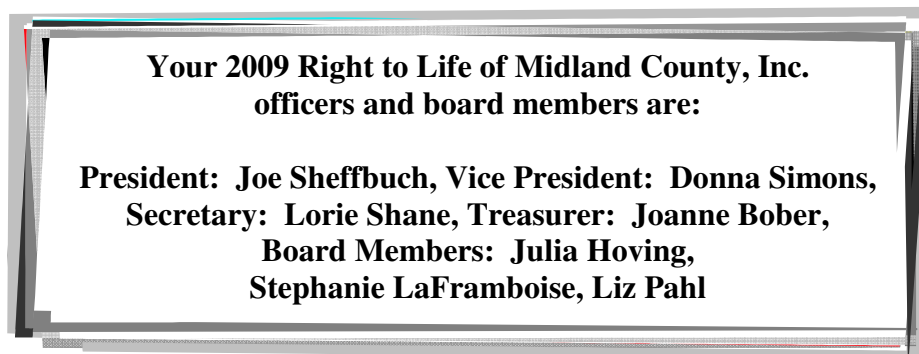 Your 2009 Right to Life of Midland County, Inc.
officers and board members are:
President: Joe Sheffbuch, Vice President: Donna Simons,
Secretary: Lorie Shane, Treasurer: Joanne Bober,
Board Members: Julia Hoving,
Stephanie LaFramboise, Liz Pahl